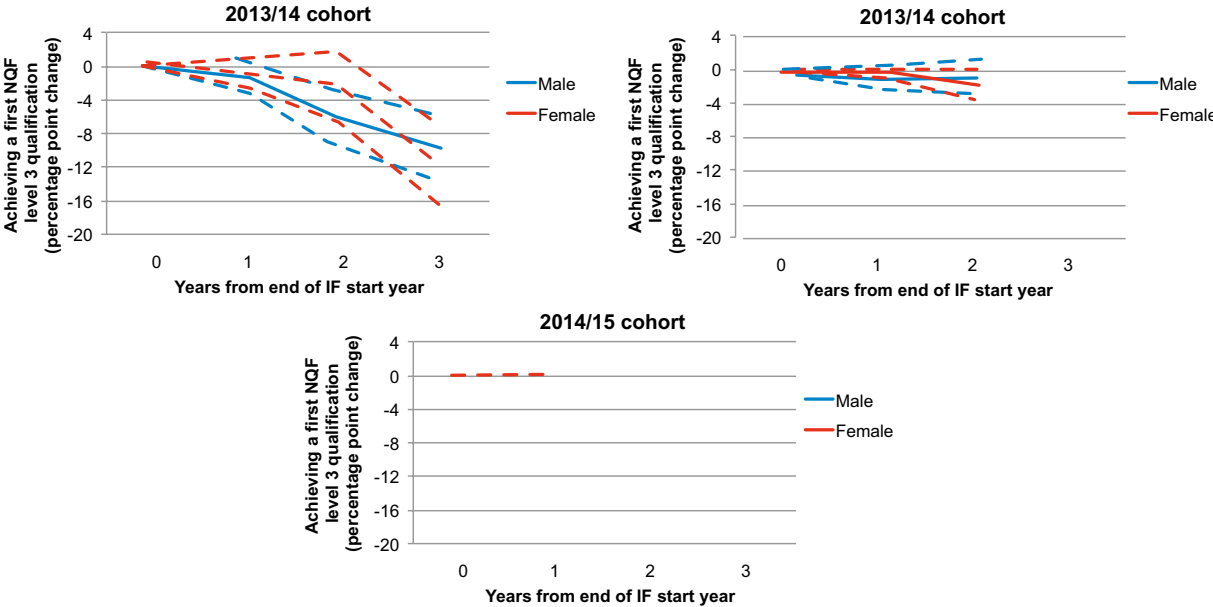 2013/14 cohort
Achieving a first NQF
level 3 qualification
(percentage point change)
4
0
-4
-8
-12
-16
-20
0 1 2 3
Years from end of IF start year
Male
Female
2013/14 cohort
Achieving a first NQF
level 3 qualification
(percentage point change)
4
0
-4
-8
-12
-16
-20
0 1 2 3
Years from end of IF start year
Male
Female
2014/15 cohort
Achieving a first NQF
level 3 qualification
(percentage point change)
4
0
-4
-8
-12
-16
-20
0 1 2 3
Years from end of IF start year
Male
Female